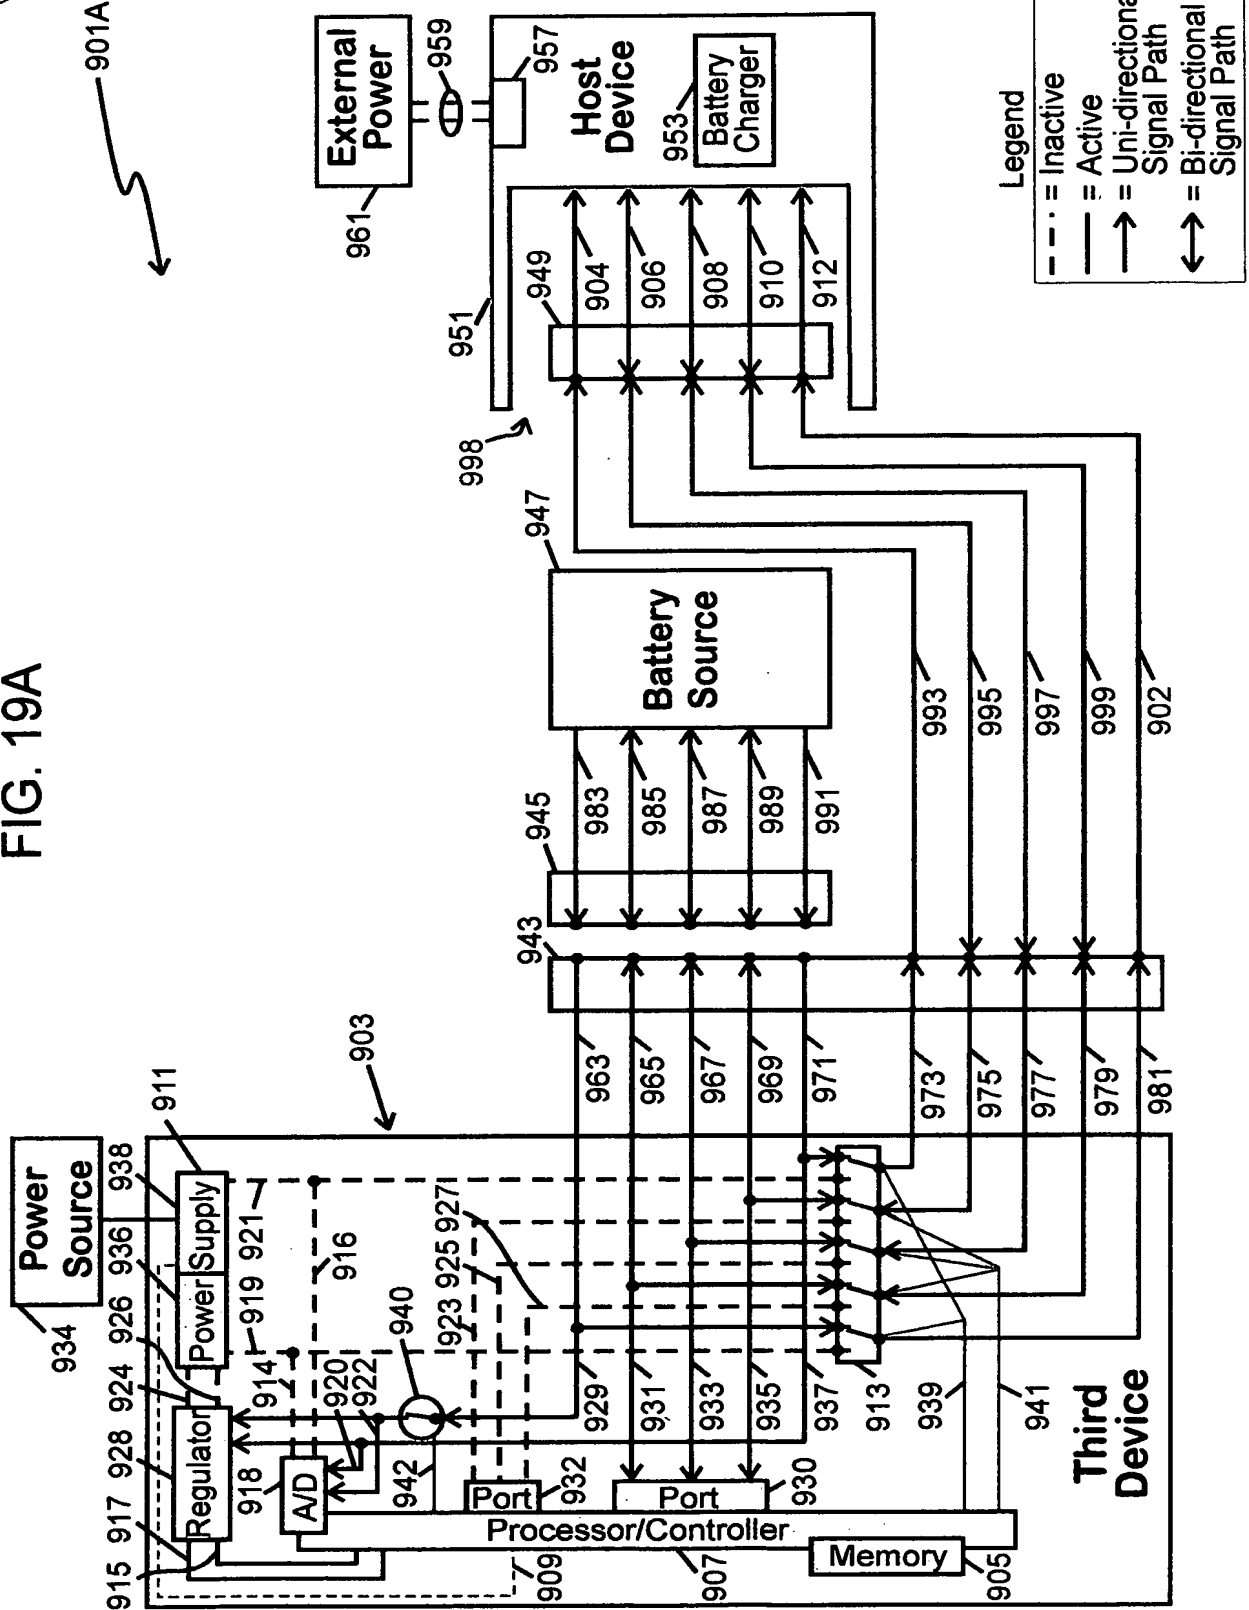 FIG. 19A
901A
External
Power
961
959
957
Host
Device
953
Battery
Charger
951
949
904
906
908
910
912
998
Legend
= Inactive
= Active
= Uni-directiona
Signal Path
= Bi-directional
Signal Path
947
Battery
Source
945
983
985
987
989
991
993
995
997
999
902
943
963
965
967
969
971
973
975
977
979
981
903
Power
Source
934
911
938
936
926
924
928
917
915
Power
Supply
Regulator
921
919
916
914
918
A/D
920
922
940
942
923
925
927
929
931
933
935
937
913
939
941
Port
932
Port
930
Processor/Controller
909
907
Memory
905
Third
Device